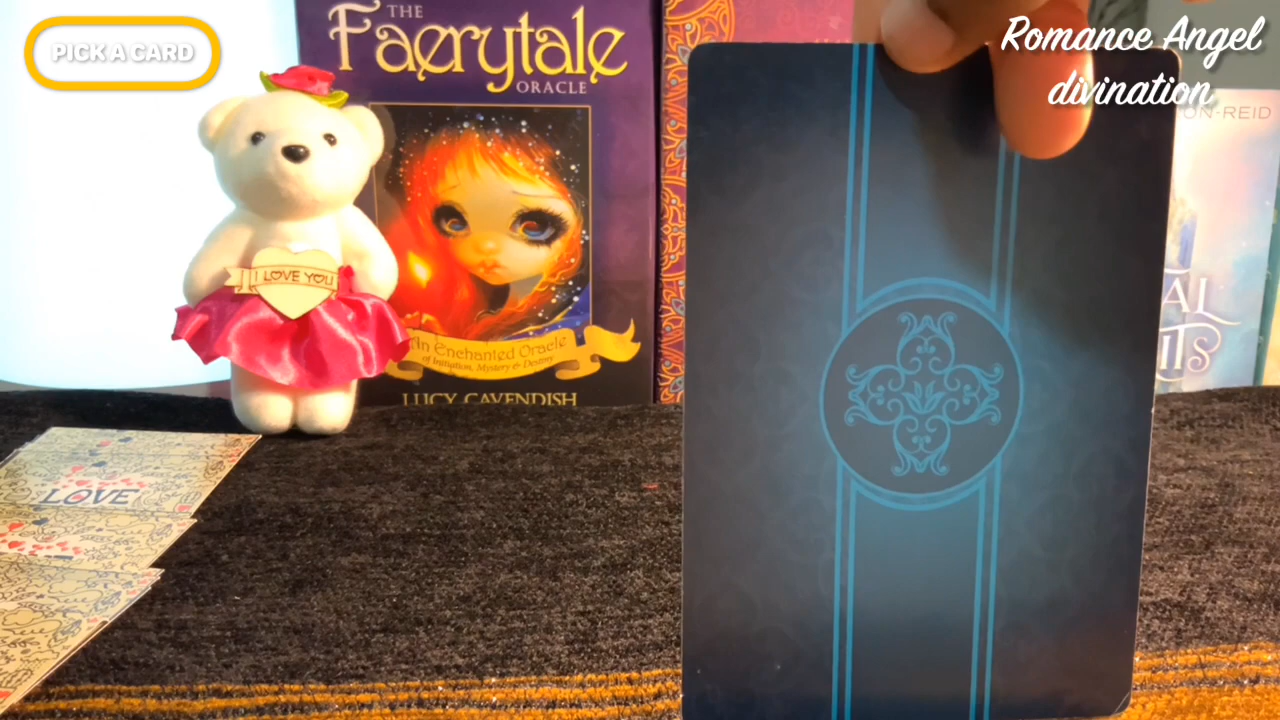 PICK A CARD
THE
Faerytale
ORACLE
Romance Angel
divination
ON-REID
I LOVE YOU
An Enchanted Oracle
of Initiation, Mystery & Destiny
LUCY CAVENDISH
AL
ITS
LOVE